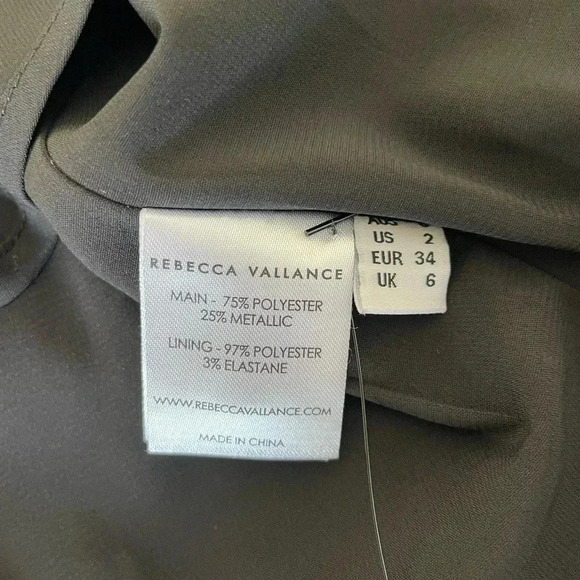 REBECCA VALLANCE
MAIN - 75% POLYESTER
25% METALLIC
LINING - 97% POLYESTER
3% ELASTANE
WWW.REBECCAVALLANCE.COM
MADE IN CHINA
US 2
EUR 34
UK 6